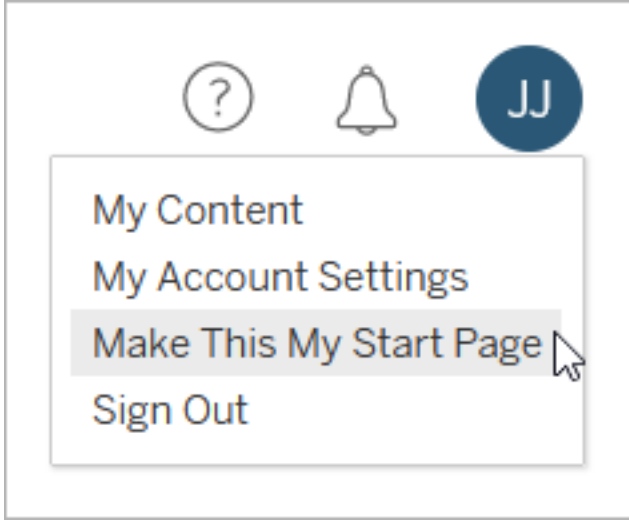 ?
JJ
My Content
My Account Settings
Make This My Start Page
Sign Out